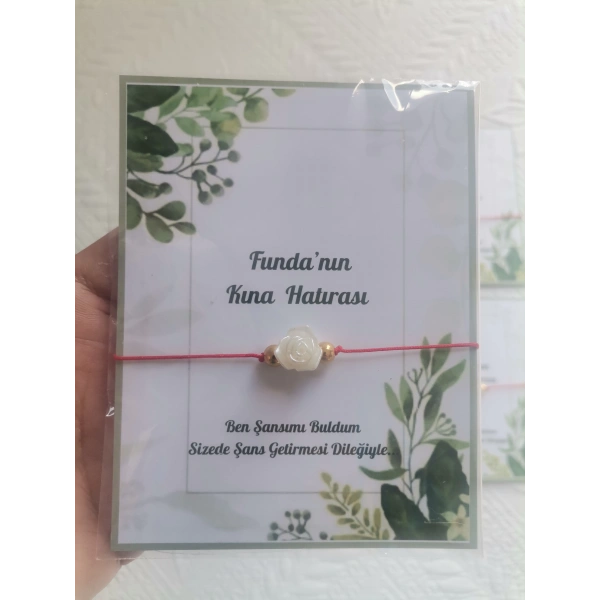 Funda'nın
Kına Hatırası
Ben Şansımı Buldum
Sizede Şans Getirmesi Dileğiyle...